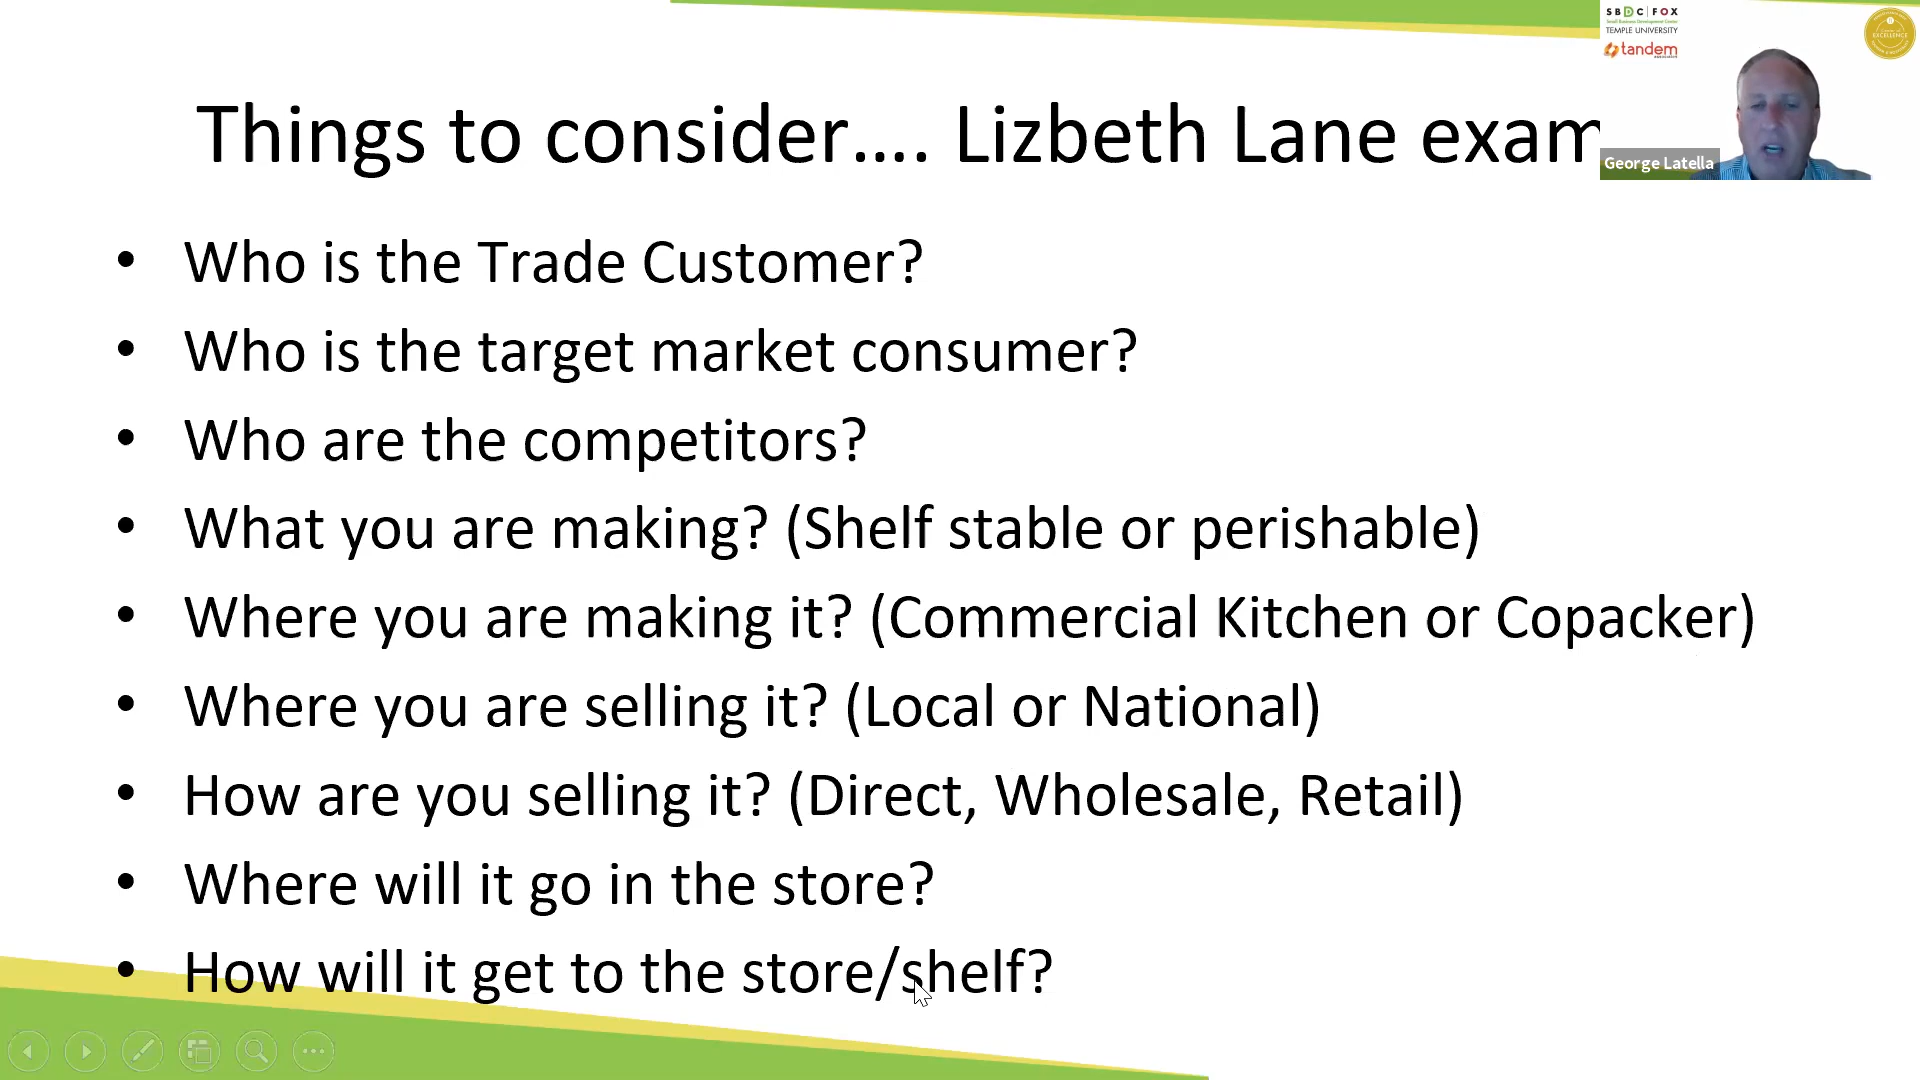 SBDC|FOX
Small Business Development Center
TEMPLE UNIVERSITY
tandem
EXCELLENCE
George Latella
Things to consider…. Lizbeth Lane exam
• Who is the Trade Customer?
• Who is the target market consumer?
• Who are the competitors?
• What you are making? (Shelf stable or perishable)
• Where you are making it? (Commercial Kitchen or Copacker)
• Where you are selling it? (Local or National)
• How are you selling it? (Direct, Wholesale, Retail)
• Where will it go in the store?
• How will it get to the store/shelf?